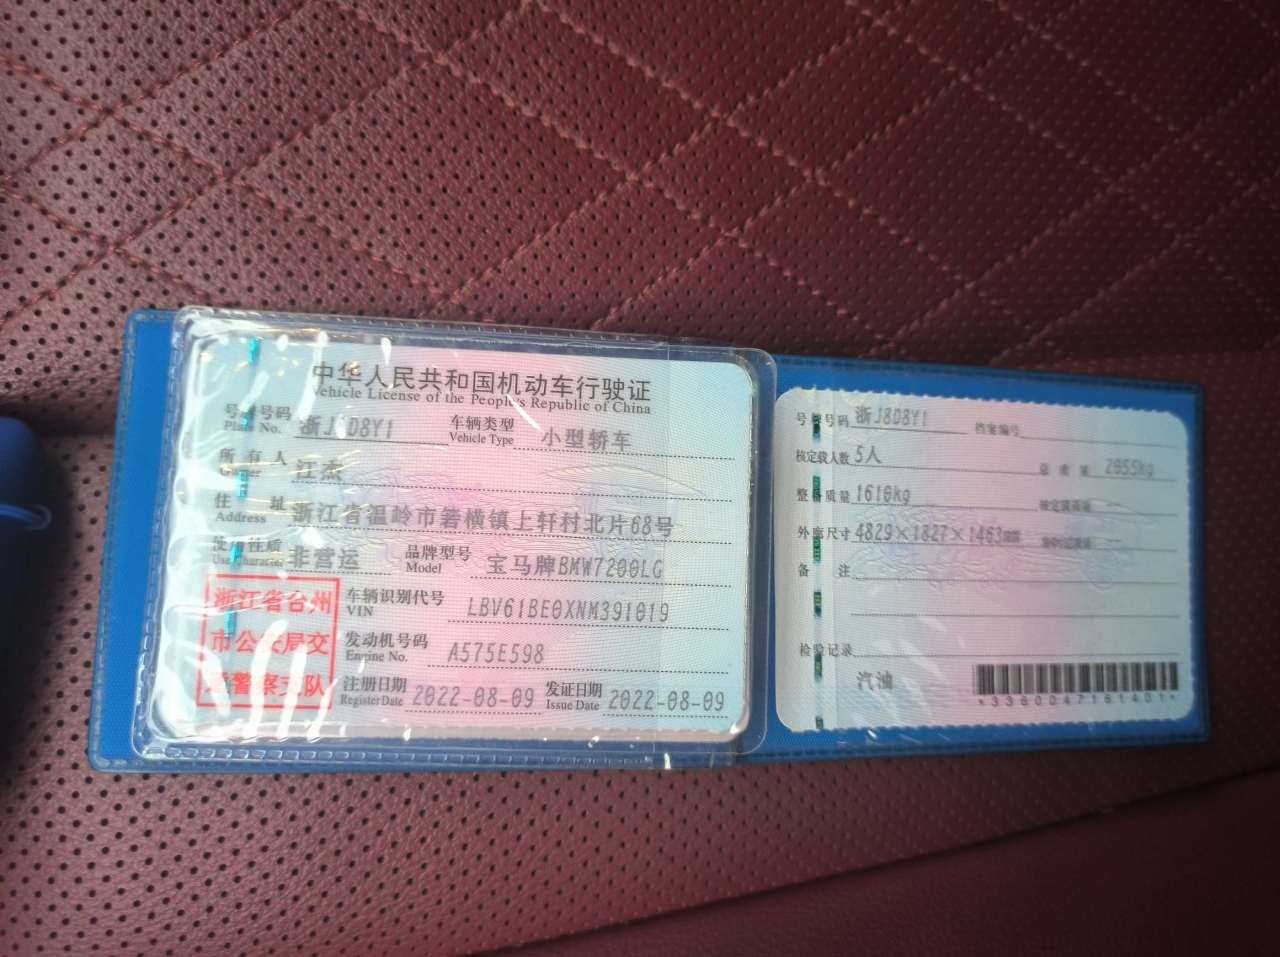 中华人民共和国机动车行驶证
Vehicle License of the People's Republic of China
号牌号码 浙J8D8Y1 车辆类型 小型轿车
Plate No. Vehicle Type
所有人 江杰
住址 浙江省温岭市箬横镇上轩村北片68号
Address
使用性质 非营运 品牌型号 宝马牌BMW7200LG
Use Character Model
浙江省台州
市公安局交
通警察支队
车辆识别代号 LBV61BE0XNM391019
VIN
发动机号码 A575E598
Engine No.
注册日期 2022-08-09 发证日期 2022-08-09
Register Date Issue Date
号牌号码 浙J8D8Y1 档案编号
核定载人数 5人 总质量 2055kg
整备质量 1610kg 核定载质量 --
外廓尺寸 4829×1827×1463mm --
备注
检验记录
汽油
*3360047181401*